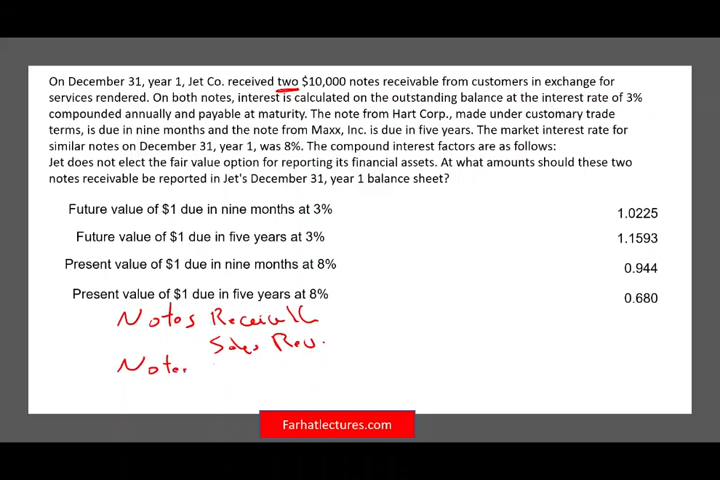 On December 31, year 1, Jet Co. received two $10,000 notes receivable from customers in exchange for
services rendered. On both notes, interest is calculated on the outstanding balance at the interest rate of 3%
compounded annually and payable at maturity. The note from Hart Corp., made under customary trade
terms, is due in nine months and the note from Maxx, Inc. is due in five years. The market interest rate for
similar notes on December 31, year 1, was 8%. The compound interest factors are as follows:
Jet does not elect the fair value option for reporting its financial assets. At what amounts should these two
notes receivable be reported in Jet's December 31, year 1 balance sheet?
Future value of $1 due in nine months at 3% 1.0225
Future value of $1 due in five years at 3% 1.1593
Present value of $1 due in nine months at 8% 0.944
Present value of $1 due in five years at 8% 0.680
Notes Receivable
Sales Rev.
Notes
Farhatlectures.com